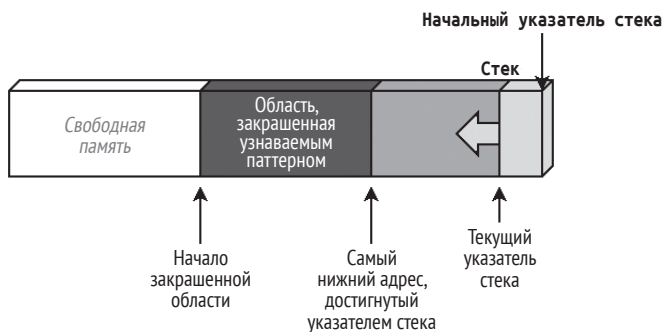 Начальный указатель стека
Стек
Свободная
память
Область,
закрашенная
узнаваемым
паттерном
Начало
закрашенной
области
Самый
нижний адрес,
достигнутый
указателем стека
Текущий
указатель
стека